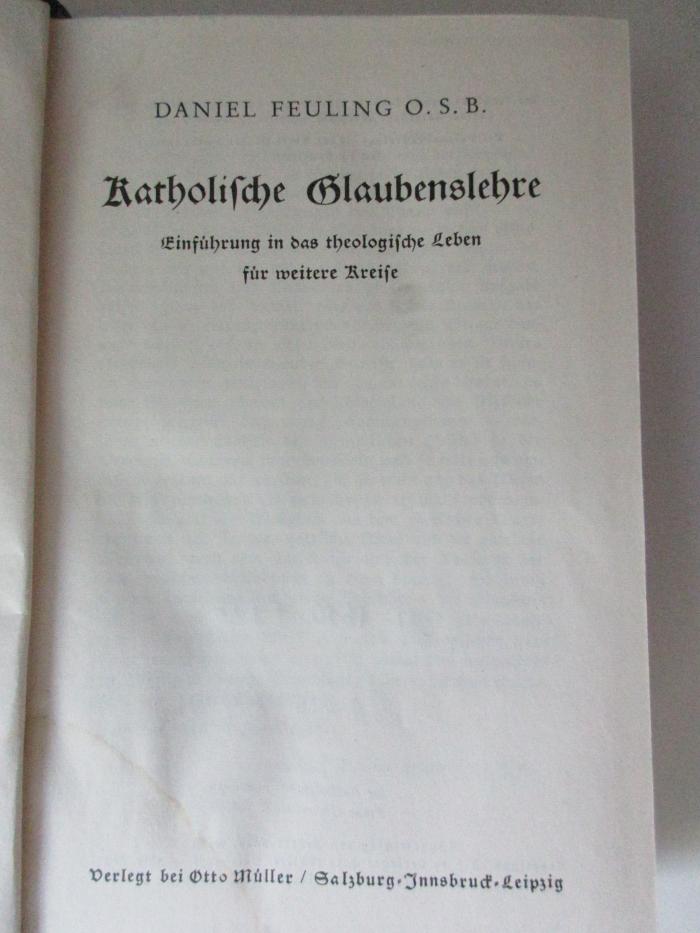 DANIEL FEULING O. S. B.
Katholiſche Glaubenslehre
Einführung in das theologiſche Leben
für weitere Kreiſe
Verlegt bei Otto Müller / Salzburg-Innsbruck-Leipzig